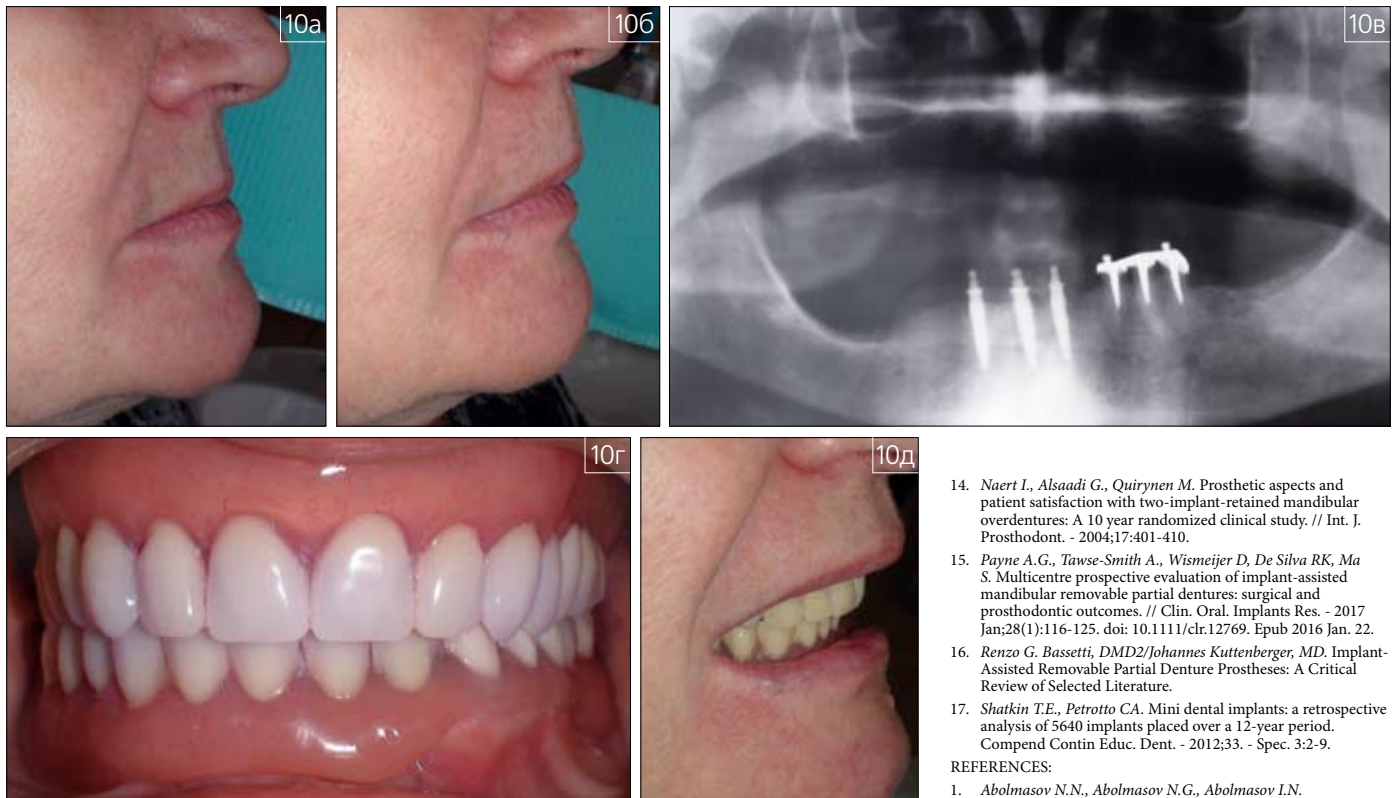 10а
10б
10в
10г
10д
14. Naert I., Alsaadi G., Quirynen M. Prosthetic aspects and
patient satisfaction with two-implant-retained mandibular
overdentures: A 10 year randomized clinical study. // Int. J.
Prosthodont. - 2004;17:401-410.
15. Payne A.G., Tawse-Smith A., Wismeijer D, De Silva RK, Ma
S. Multicentre prospective evaluation of implant-assisted
mandibular removable partial dentures: surgical and
prosthodontic outcomes. // Clin. Oral. Implants Res. - 2017
Jan;28(1):116-125. doi: 10.1111/clr.12769. Epub 2016 Jan. 22.
16. Renzo G. Bassetti, DMD2/Johannes Kuttenberger, MD. Implant-
Assisted Removable Partial Denture Prostheses: A Critical
Review of Selected Literature.
17. Shatkin T.E., Petrotto CA. Mini dental implants: a retrospective
analysis of 5640 implants placed over a 12-year period.
Compend Contin Educ. Dent. - 2012;33. - Spec. 3:2-9.
REFERENCES:
1. Abolmasov N.N., Abolmasov N.G., Abolmasov I.N.